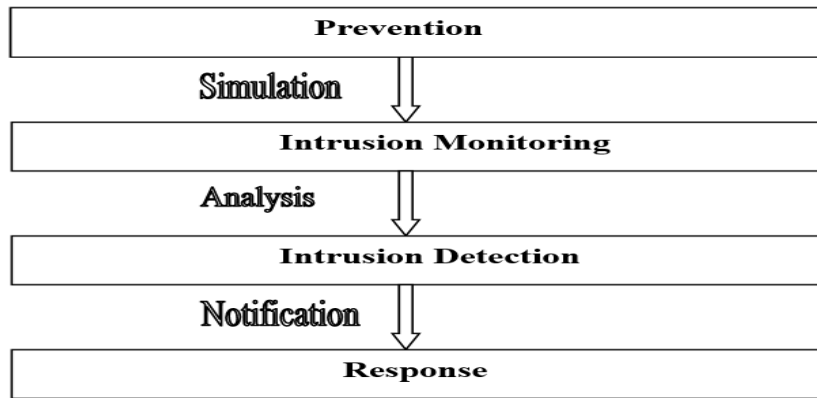 Prevention
Simulation
Intrusion Monitoring
Analysis
Intrusion Detection
Notification
Response